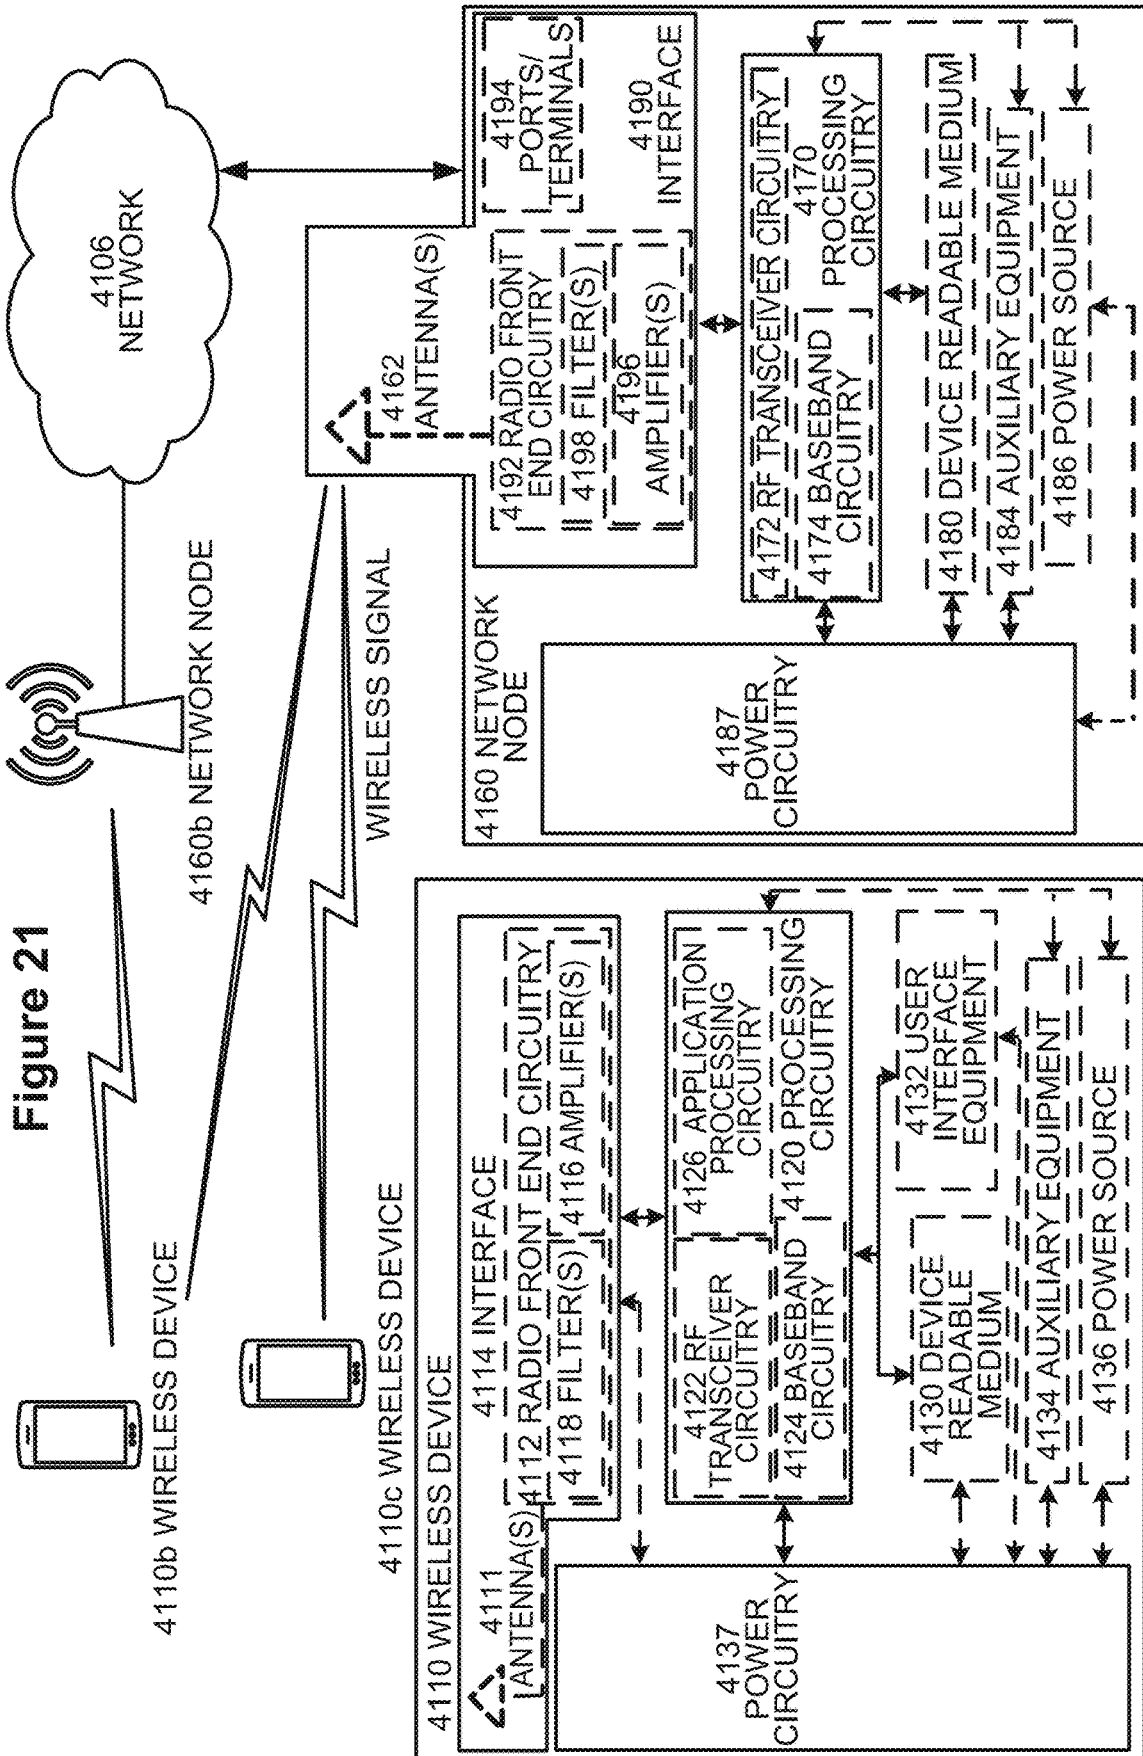 Figure 21
4106
NETWORK
4160b NETWORK NODE
4110b WIRELESS DEVICE
WIRELESS SIGNAL
4110c WIRELESS DEVICE
4110 WIRELESS DEVICE
4111
ANTENNA(S)
4114 INTERFACE
4112 RADIO FRONT END CIRCUITRY
4118 FILTER(S)
4116 AMPLIFIER(S)
4137
POWER
CIRCUITRY
4122 RF
TRANSCEIVER
CIRCUITRY
4126 APPLICATION
PROCESSING
CIRCUITRY
4124 BASEBAND
CIRCUITRY
4120 PROCESSING
CIRCUITRY
4130 DEVICE
READABLE
MEDIUM
4132 USER
INTERFACE
EQUIPMENT
4134 AUXILIARY EQUIPMENT
4136 POWER SOURCE
4160 NETWORK
NODE
4162
ANTENNA(S)
4192 RADIO FRONT
END CIRCUITRY
4198 FILTER(S)
4196
AMPLIFIER(S)
4194
PORTS/
TERMINALS
4190
INTERFACE
4187
POWER
CIRCUITRY
4172 RF TRANSCEIVER CIRCUITRY
4174 BASEBAND
CIRCUITRY
4170
PROCESSING
CIRCUITRY
4180 DEVICE READABLE MEDIUM
4184 AUXILIARY EQUIPMENT
4186 POWER SOURCE